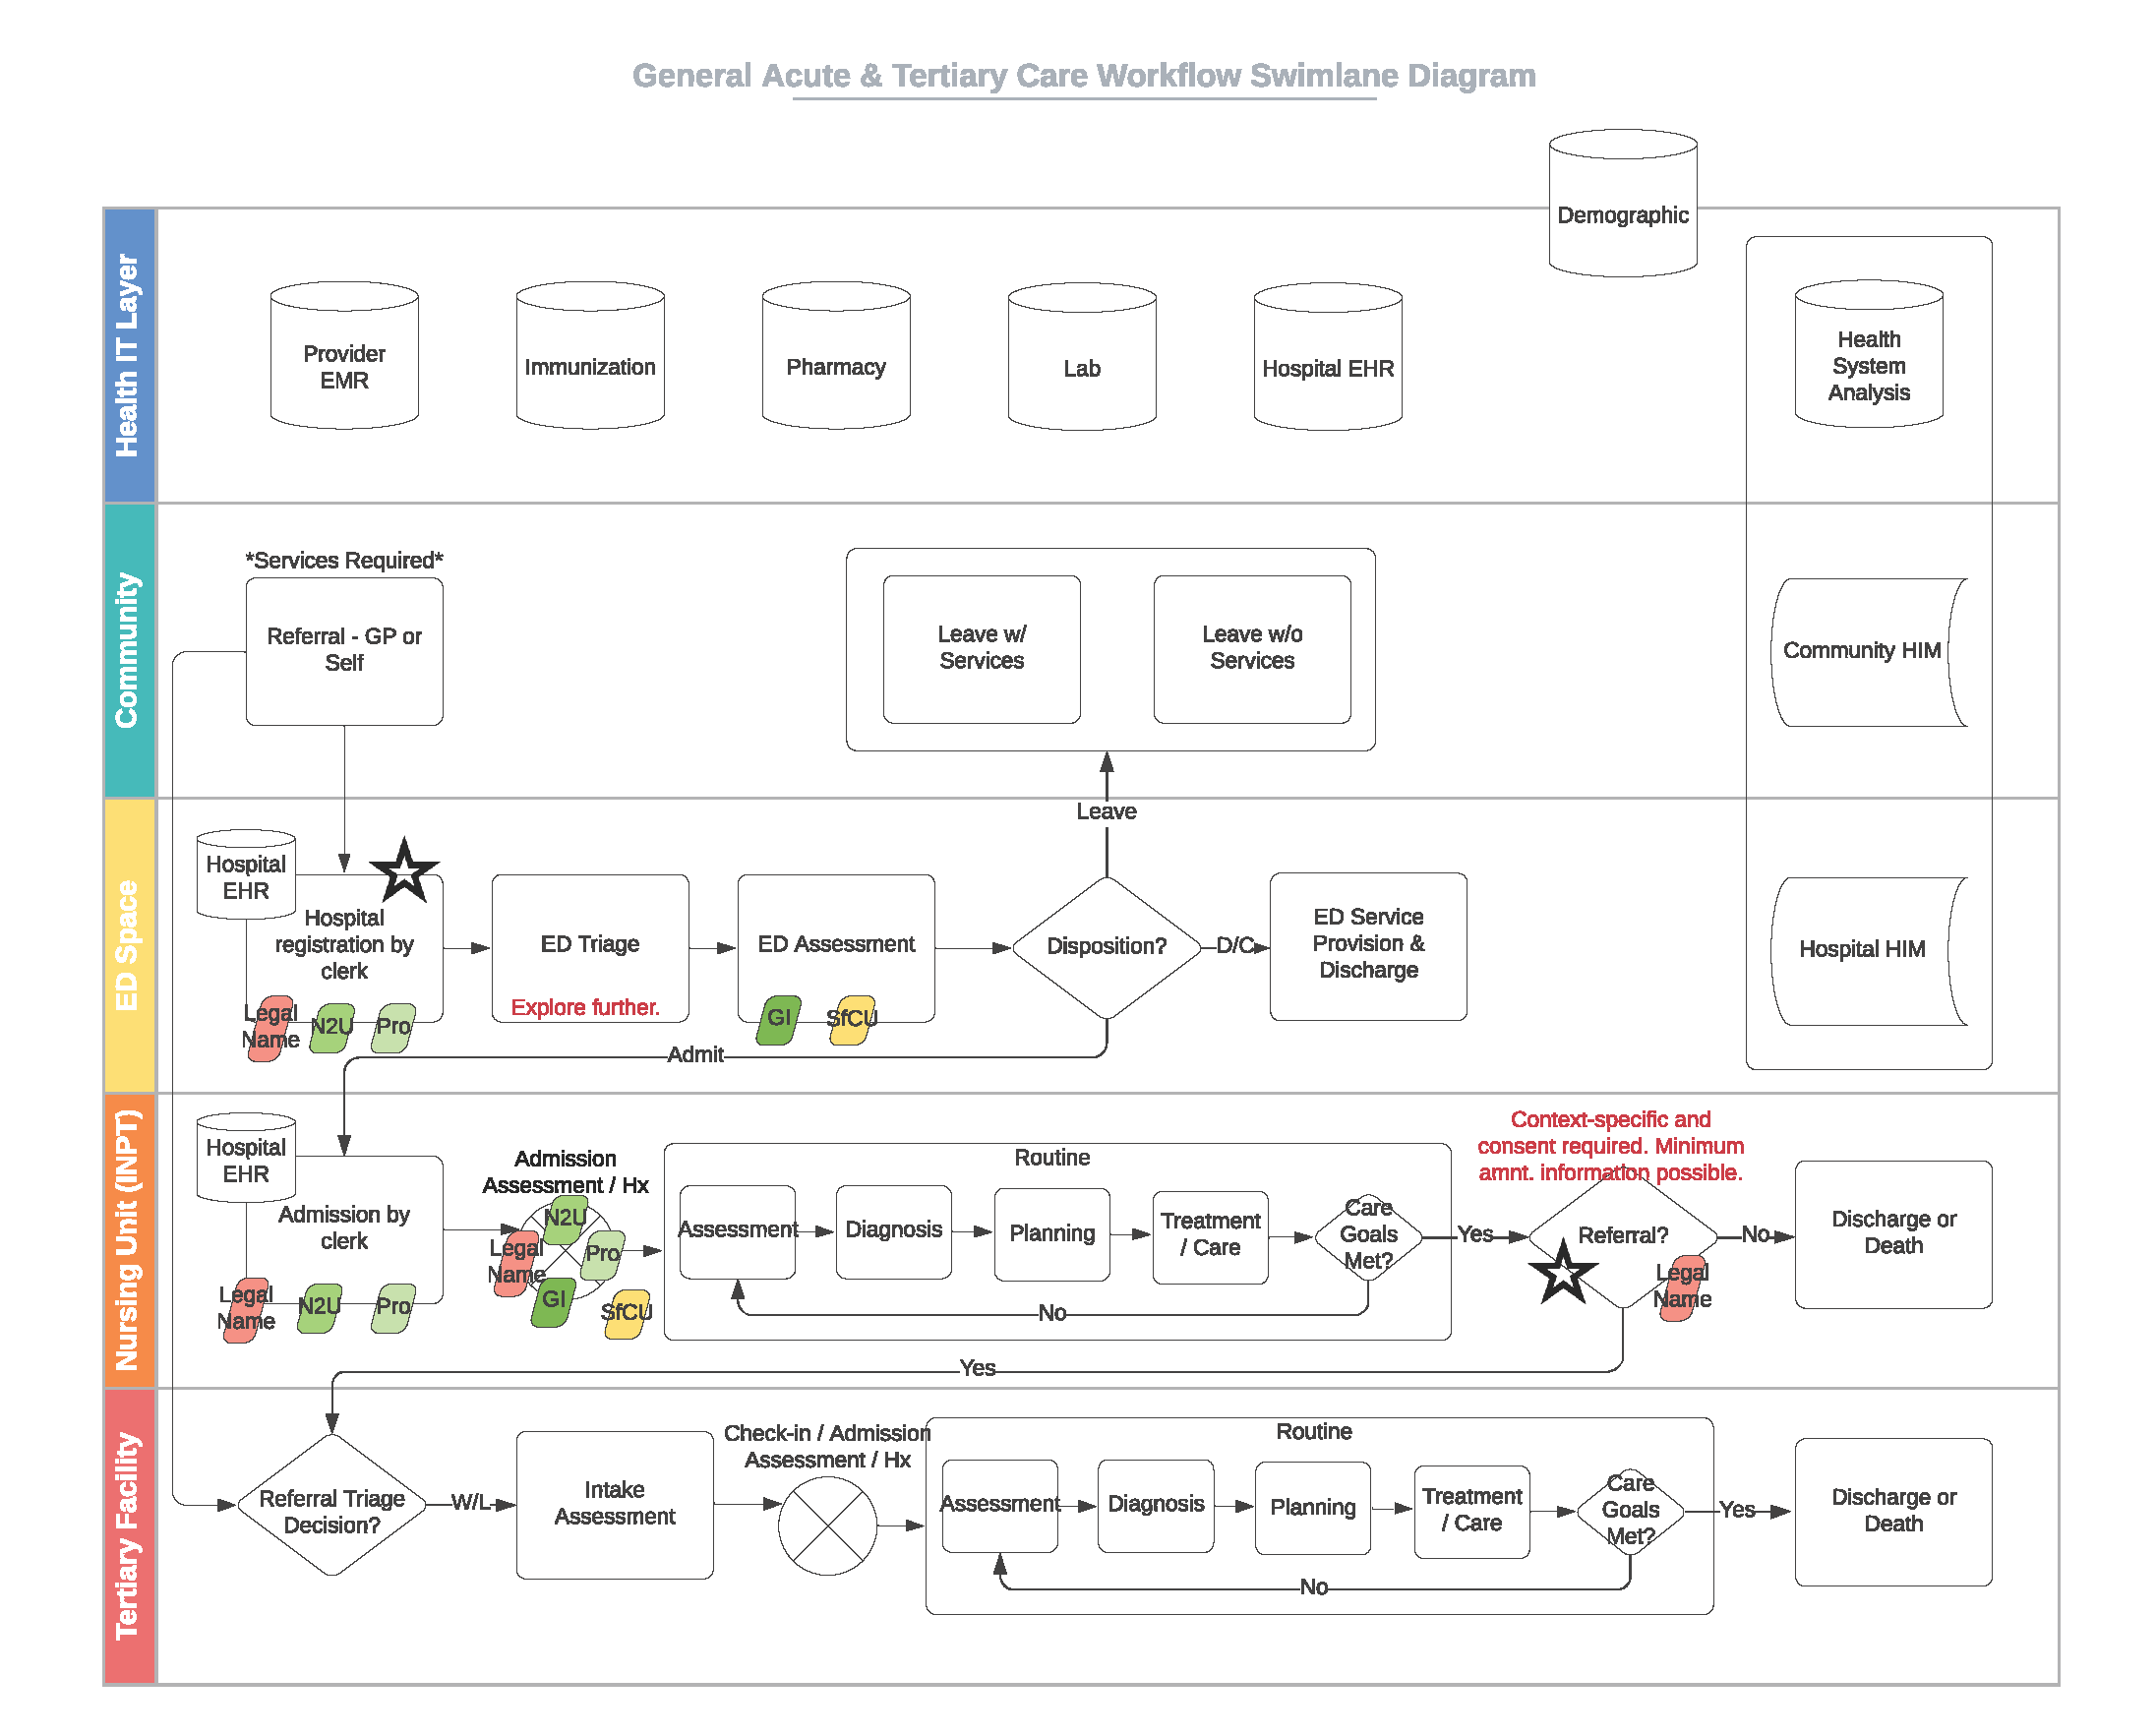 General Acute & Tertiary Care Workflow Swimlane Diagram
Demographic
Health IT Layer
Provider
EMR
Immunization
Pharmacy
Lab
Hospital EHR
Health
System
Analysis
Community
*Services Required*
Referral - GP or
Self
Leave w/
Services
Leave w/o
Services
Community HIM
Leave
ED Space
Hospital
EHR
Hospital
registration by
clerk
Legal
Name
N2U
Pro
ED Triage
Explore further.
ED Assessment
GI
SfCU
Disposition?
D/C
ED Service
Provision &
Discharge
Hospital HIM
Admit
Nursing Unit (INPT)
Hospital
EHR
Admission by
clerk
Legal
Name
N2U
Pro
Admission
Assessment / Hx
N2U
Legal
Name
Pro
GI
SfCU
Routine
Assessment
Diagnosis
Planning
Treatment
/ Care
Care
Goals
Met?
No
Yes
Context-specific and
consent required. Minimum
amnt. information possible.
Referral?
Legal
Name
No
Discharge or
Death
Yes
Tertiary Facility
Referral Triage
Decision?
W/L
Intake
Assessment
Check-in / Admission
Assessment / Hx
Routine
Assessment
Diagnosis
Planning
Treatment
/ Care
Care
Goals
Met?
No
Yes
Discharge or
Death